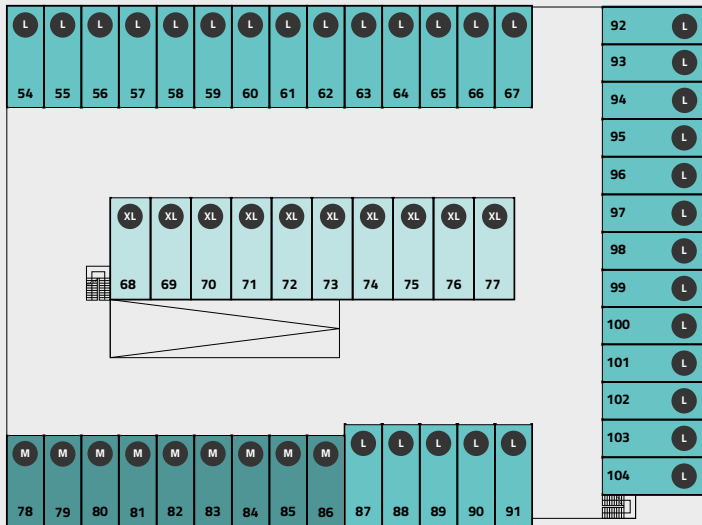 L L L L L L L L L L L L L L
54 55 56 57 58 59 60 61 62 63 64 65 66 67
92 L
93 L
94 L
95 L
96 L
97 L
98 L
99 L
100 L
101 L
102 L
103 L
104 L
XL XL XL XL XL XL XL XL XL XL
68 69 70 71 72 73 74 75 76 77
M M M M M M M M M L L L L L
78 79 80 81 82 83 84 85 86 87 88 89 90 91